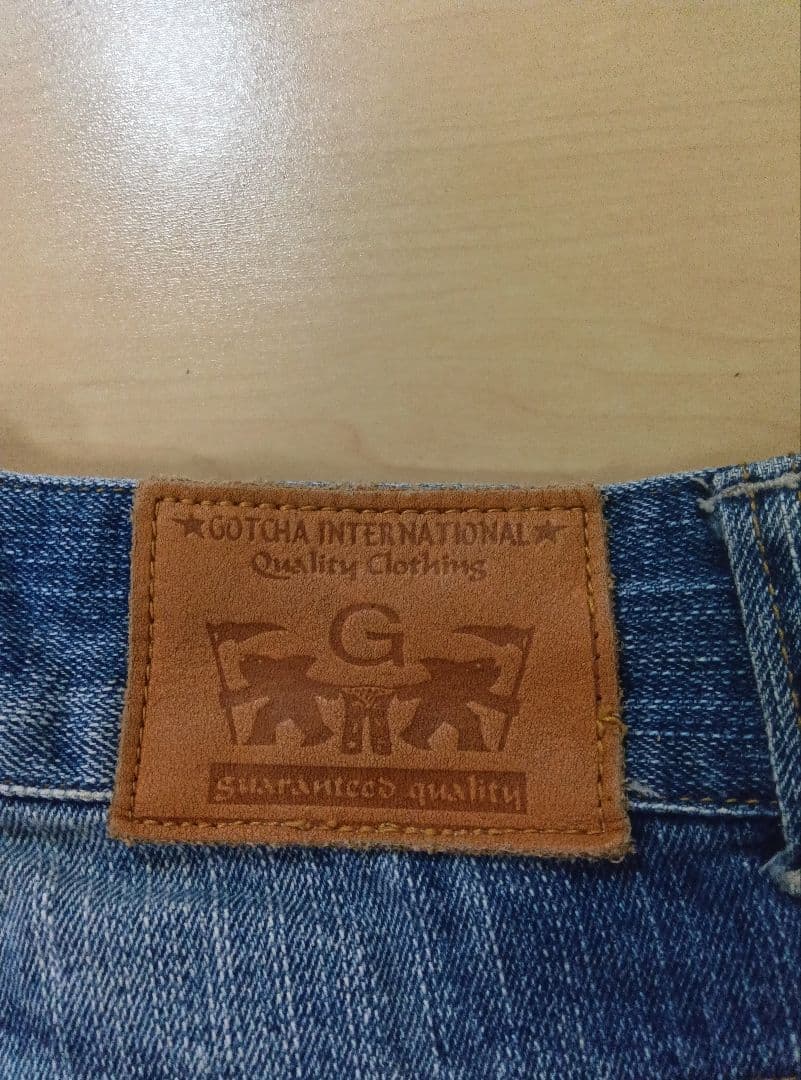 ★GOTCHA INTERNATIONAL★
Quality Clothing
G
guaranteed quality